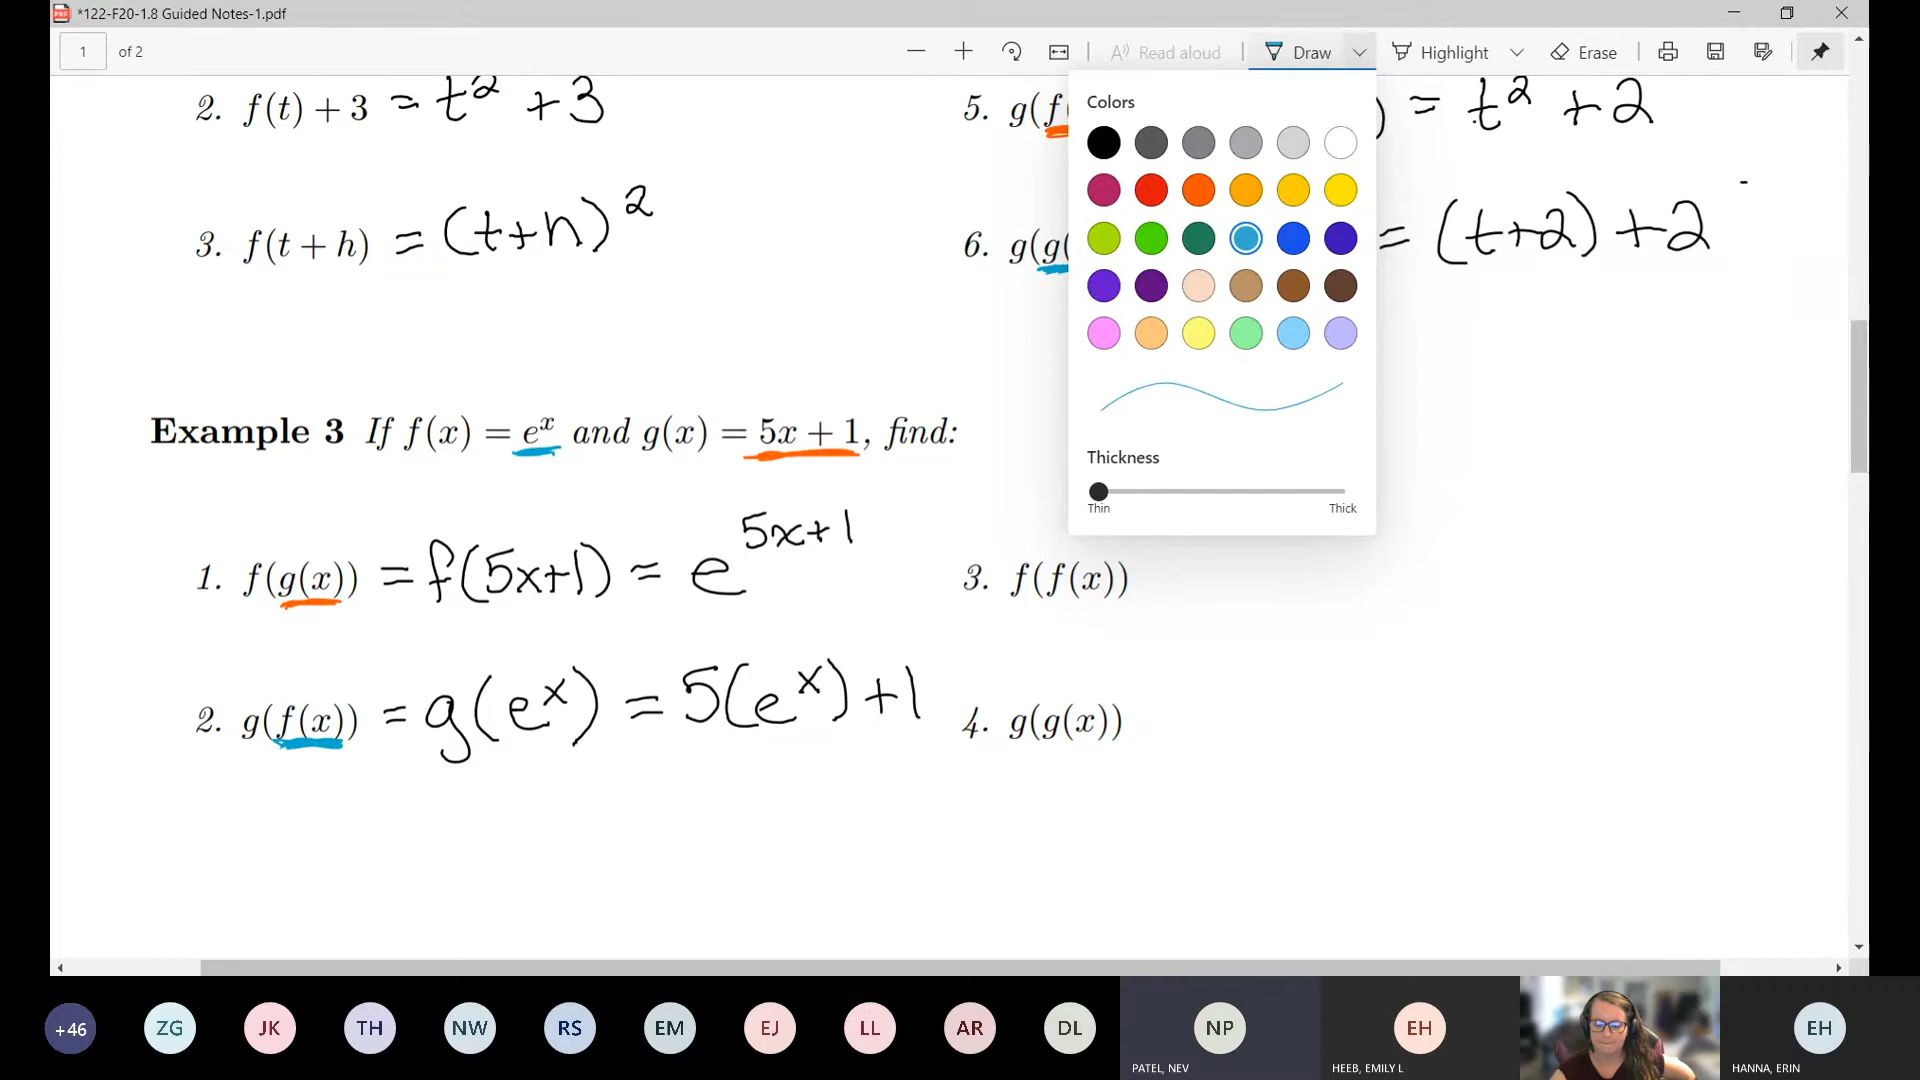 *122-F20-1.8 Guided Notes-1.pdf
1 of 2 Read aloud Draw Highlight Erase
2. f(t) + 3 = t² + 3
5. g(f ) = t² + 2
3. f(t + h) = (t+h)²
6. g(g( = (t+2) +2
Colors
Thickness
Thin Thick
Example 3 If f(x) = eˣ and g(x) = 5x + 1, find:
1. f(g(x)) = f(5x+1) = e⁵ˣ⁺¹
3. f(f(x))
2. g(f(x)) = g(eˣ) = 5(eˣ)+1
4. g(g(x))
+46 ZG JK TH NW RS EM EJ LL AR DL NP EH EH
PATEL, NEV HEEB, EMILY L HANNA, ERIN